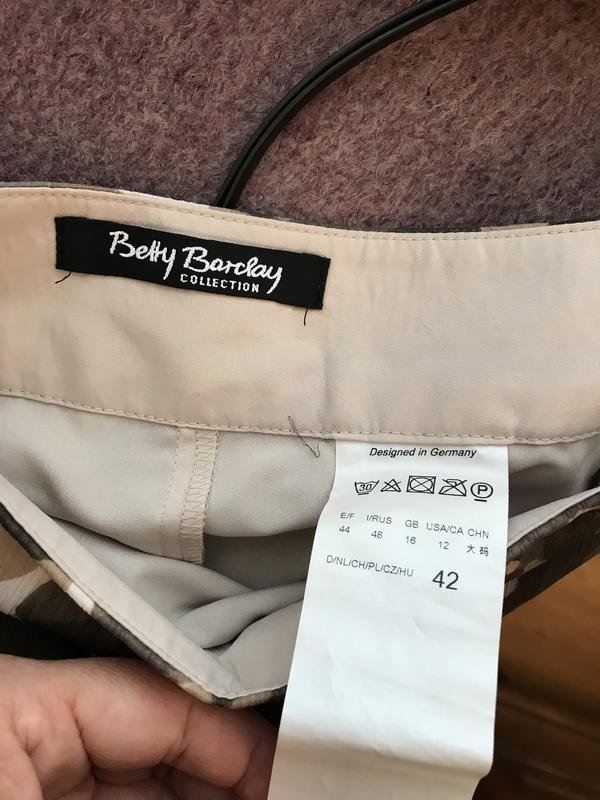 Betty Barclay
COLLECTION
Designed in Germany
30 P
E/F I/RUS GB USA/CA CHN
44 48 16 12 大码
D/NL/CH/PL/CZ/HU 42